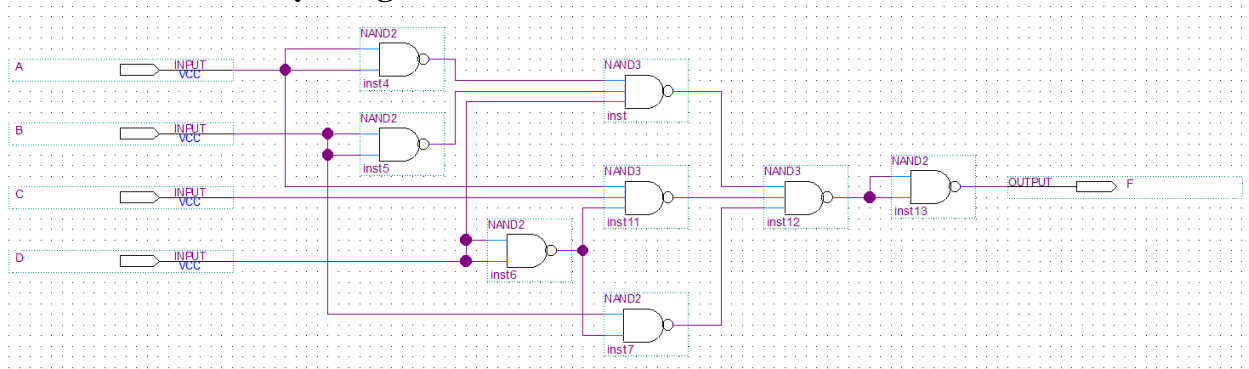 NAND2
A
INPUT
VCC
inst4
NAND3
inst
B
INPUT
VCC
NAND2
inst5
C
INPUT
VCC
NAND3
inst11
NAND3
inst12
NAND2
inst13
OUTPUT
F
D
INPUT
VCC
NAND2
inst6
NAND2
inst7